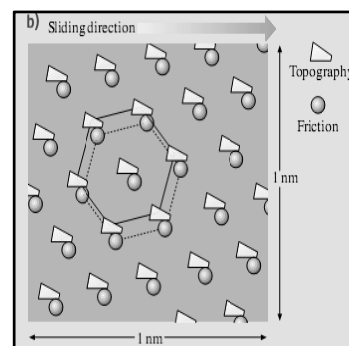 b) Sliding direction
Topography
Friction
1 nm
1 nm